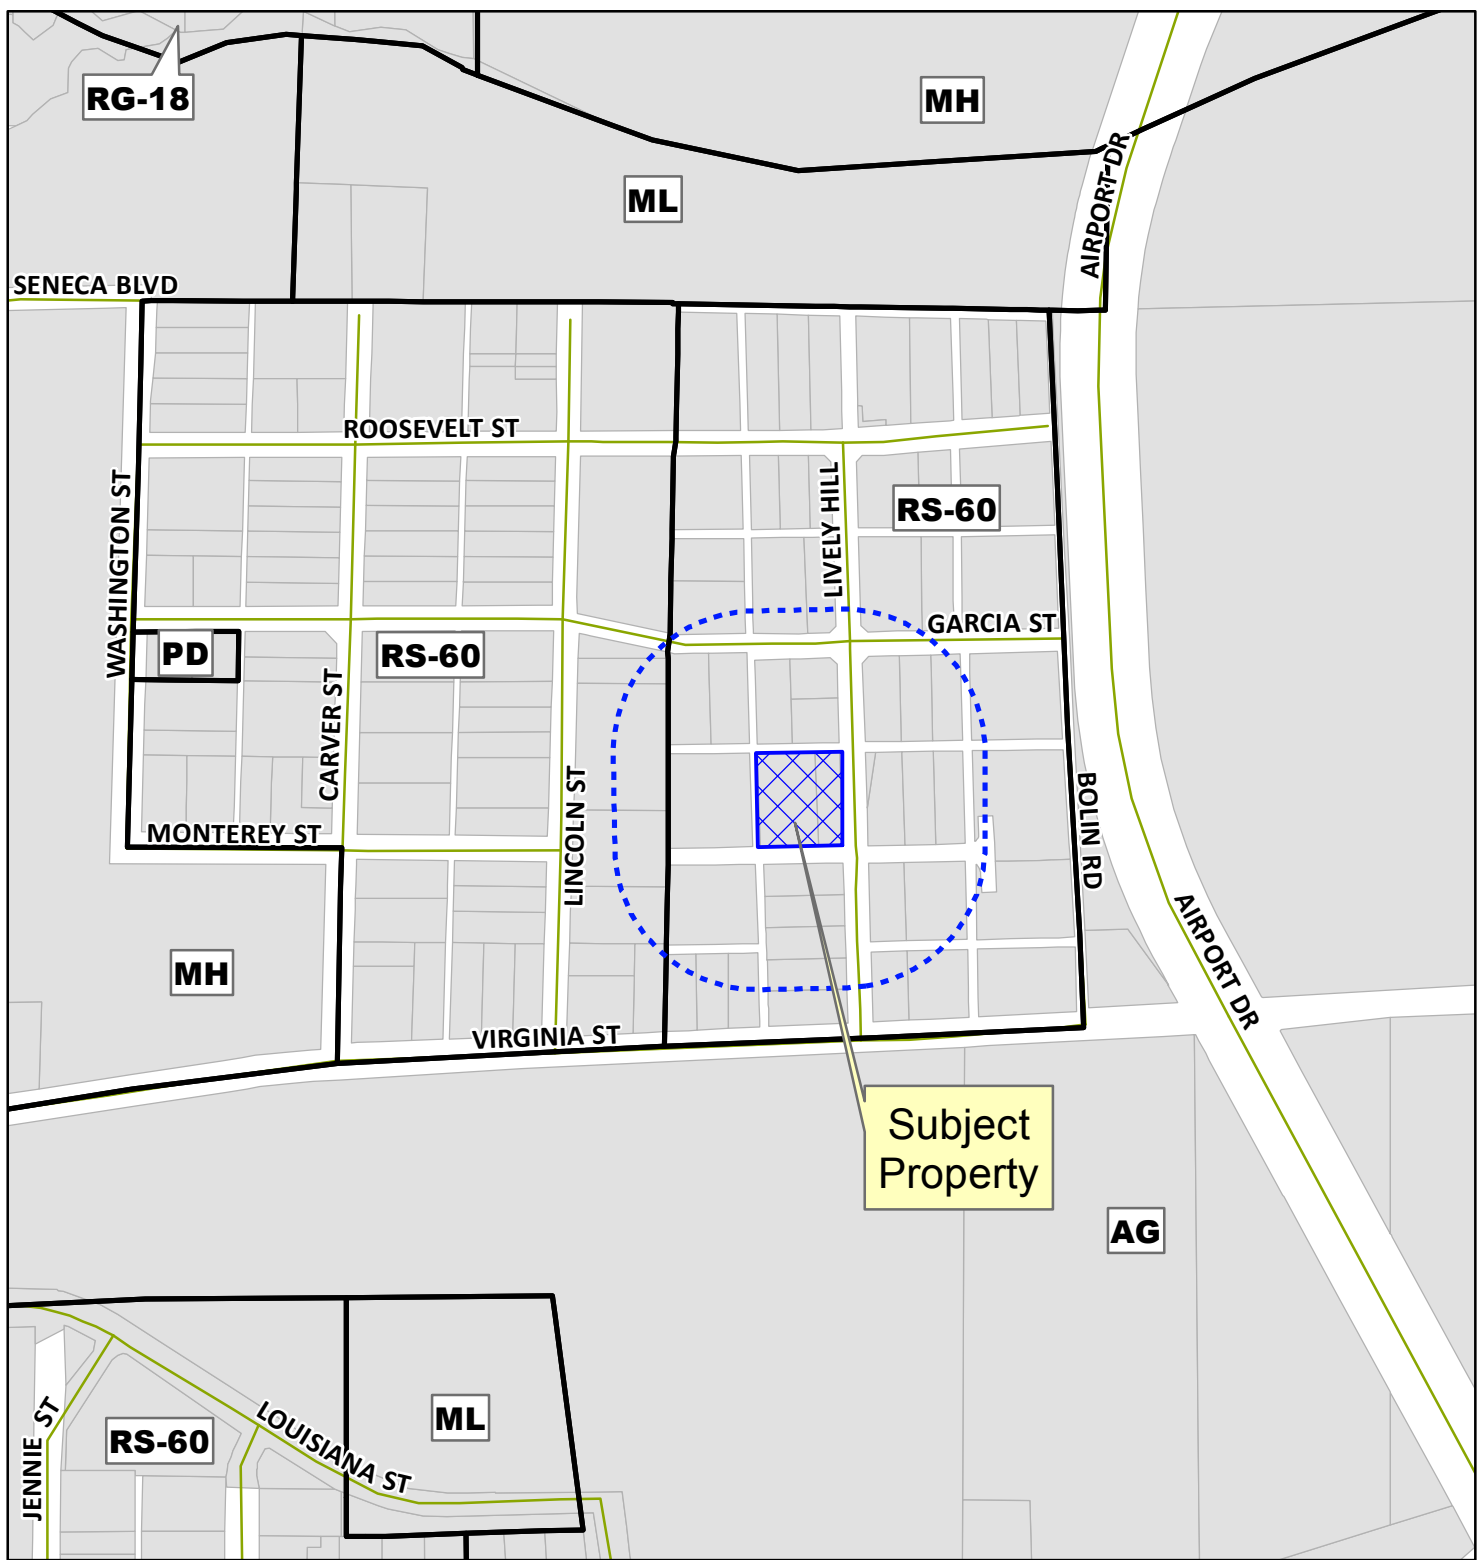 RG-18
MH
AIRPORT DR
ML
SENECA BLVD
ROOSEVELT ST
WASHINGTON ST
LIVELY HILL
RS-60
GARCIA ST
PD
RS-60
CARVER ST
LINCOLN ST
BOLIN RD
MONTEREY ST
MH
AIRPORT DR
VIRGINIA ST
Subject
Property
AG
JENNIE ST
RS-60
LOUISIANA ST
ML